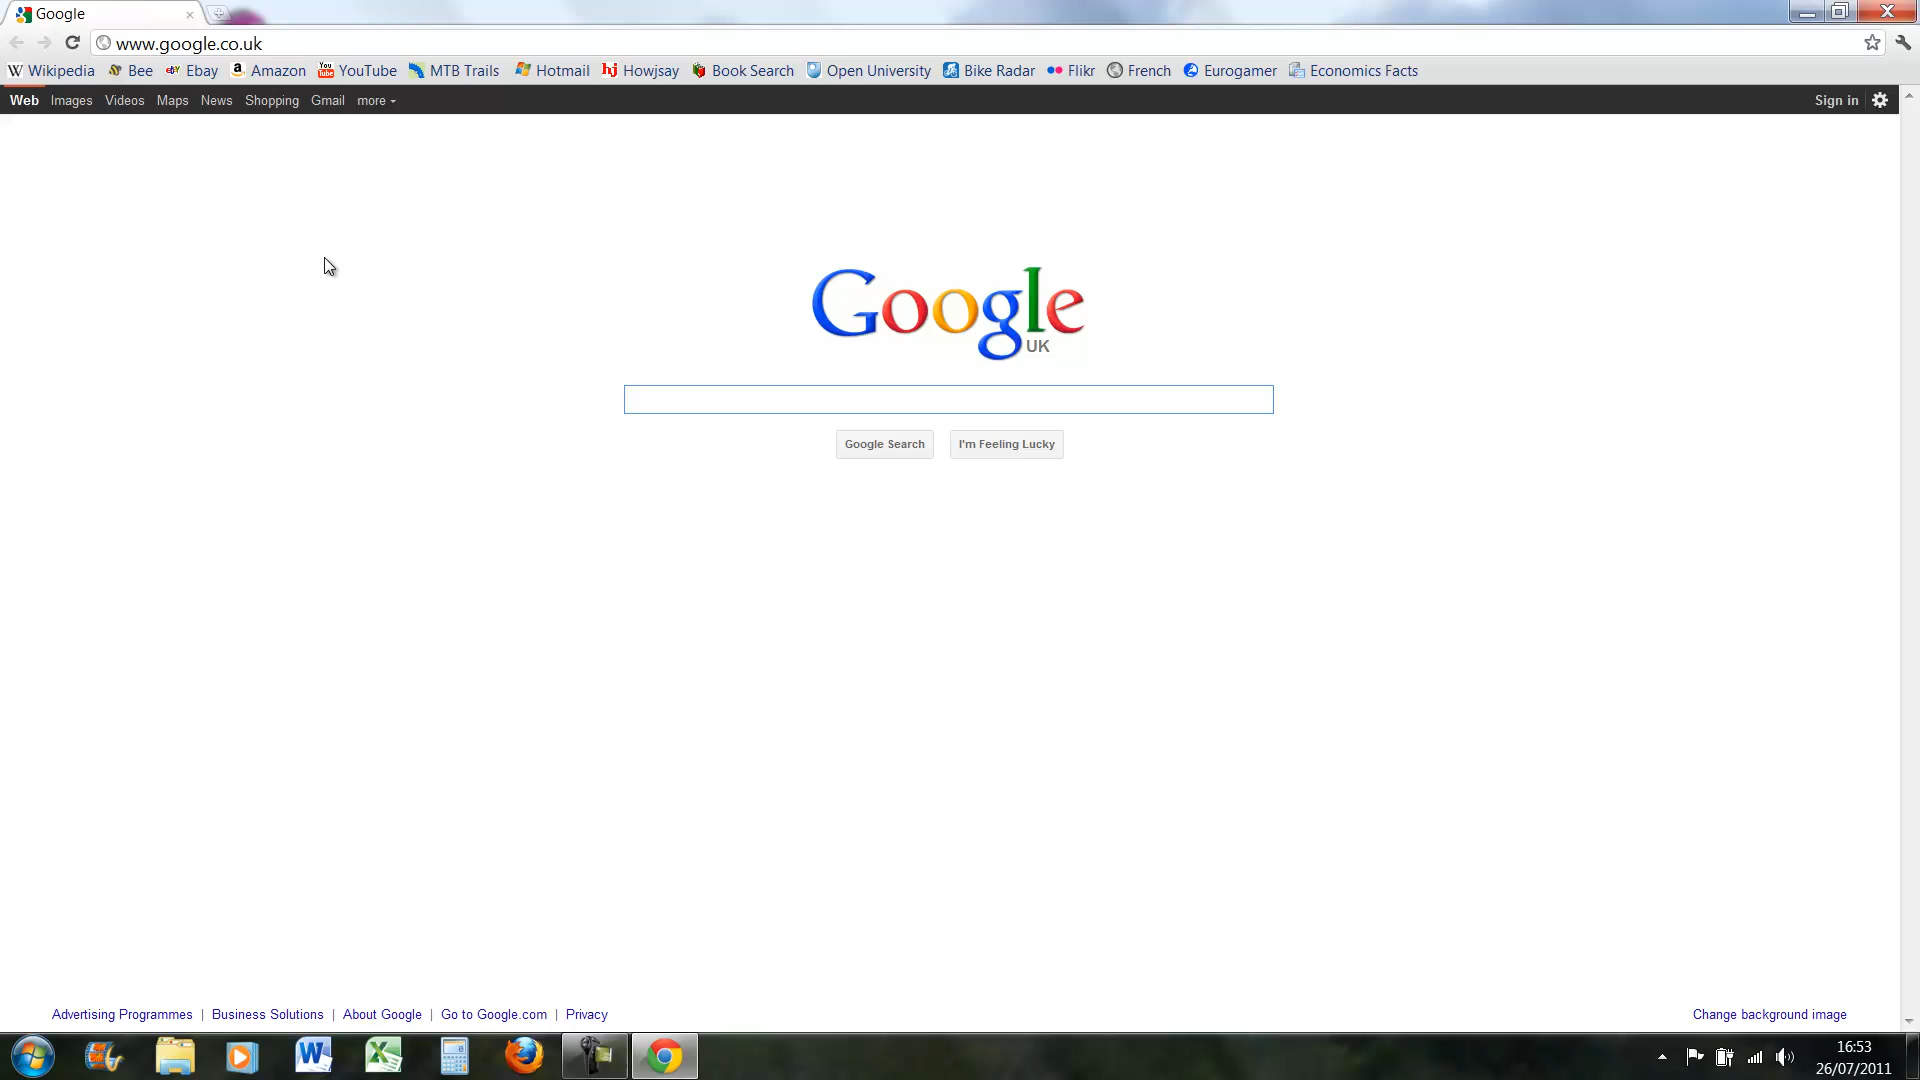 Google
www.google.co.uk
Wikipedia Bee Ebay Amazon YouTube MTB Trails Hotmail Howjsay Book Search Open University Bike Radar Flikr French Eurogamer Economics Facts
Web Images Videos Maps News Shopping Gmail more Sign in
Google
UK
Google Search I'm Feeling Lucky
Advertising Programmes | Business Solutions | About Google | Go to Google.com | Privacy Change background image
16:53
26/07/2011